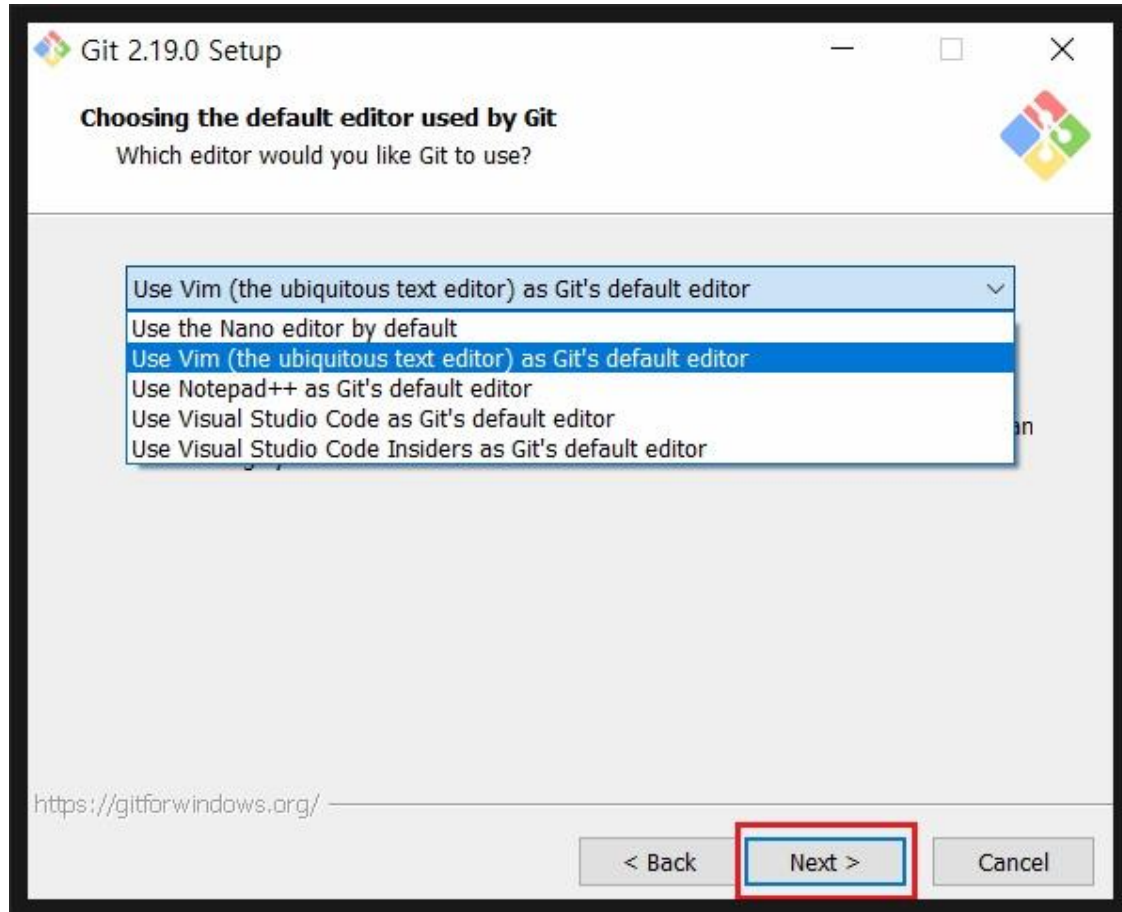 Git 2.19.0 Setup
Choosing the default editor used by Git
Which editor would you like Git to use?
Use Vim (the ubiquitous text editor) as Git's default editor
Use the Nano editor by default
Use Vim (the ubiquitous text editor) as Git's default editor
Use Notepad++ as Git's default editor
Use Visual Studio Code as Git's default editor
Use Visual Studio Code Insiders as Git's default editor
https://gitforwindows.org/
< Back Next > Cancel